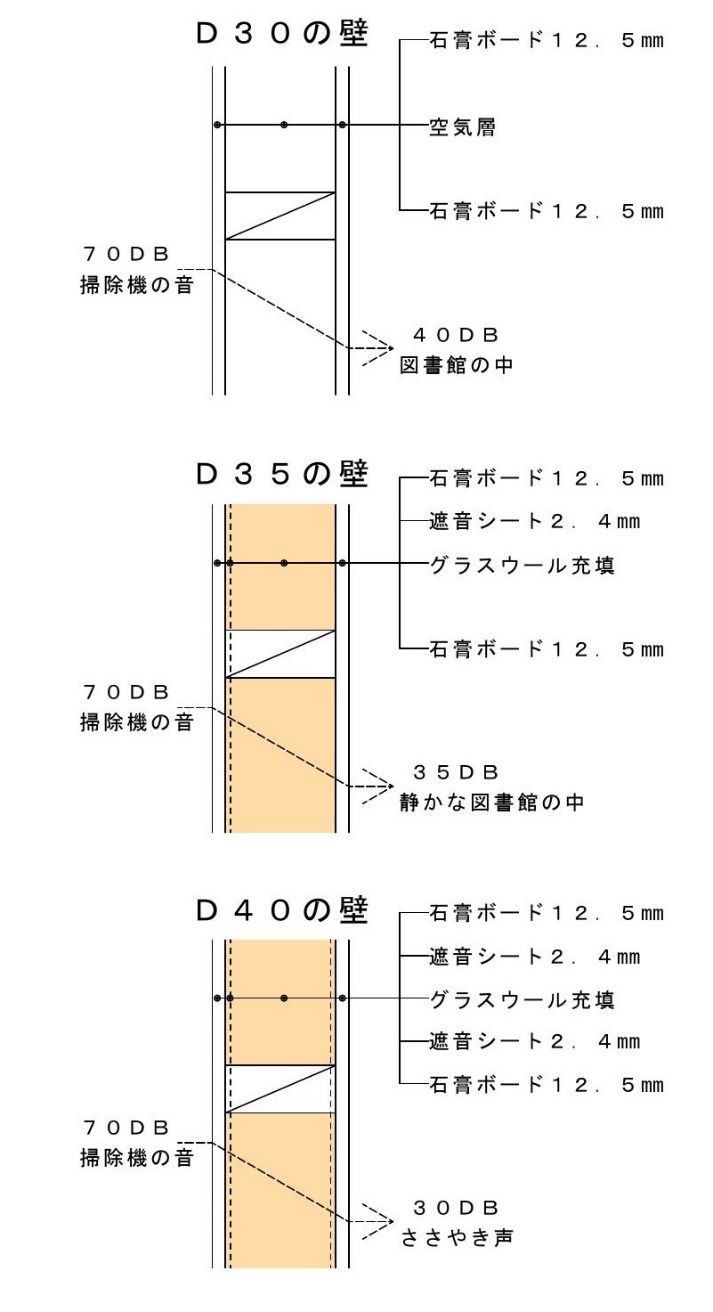 D30の壁
石膏ボード12.5㎜
空気層
石膏ボード12.5㎜
70DB
掃除機の音
40DB
図書館の中
D35の壁
石膏ボード12.5㎜
遮音シート2.4㎜
グラスウール充填
石膏ボード12.5㎜
70DB
掃除機の音
35DB
静かな図書館の中
D40の壁
石膏ボード12.5㎜
遮音シート2.4㎜
グラスウール充填
遮音シート2.4㎜
石膏ボード12.5㎜
70DB
掃除機の音
30DB
ささやき声